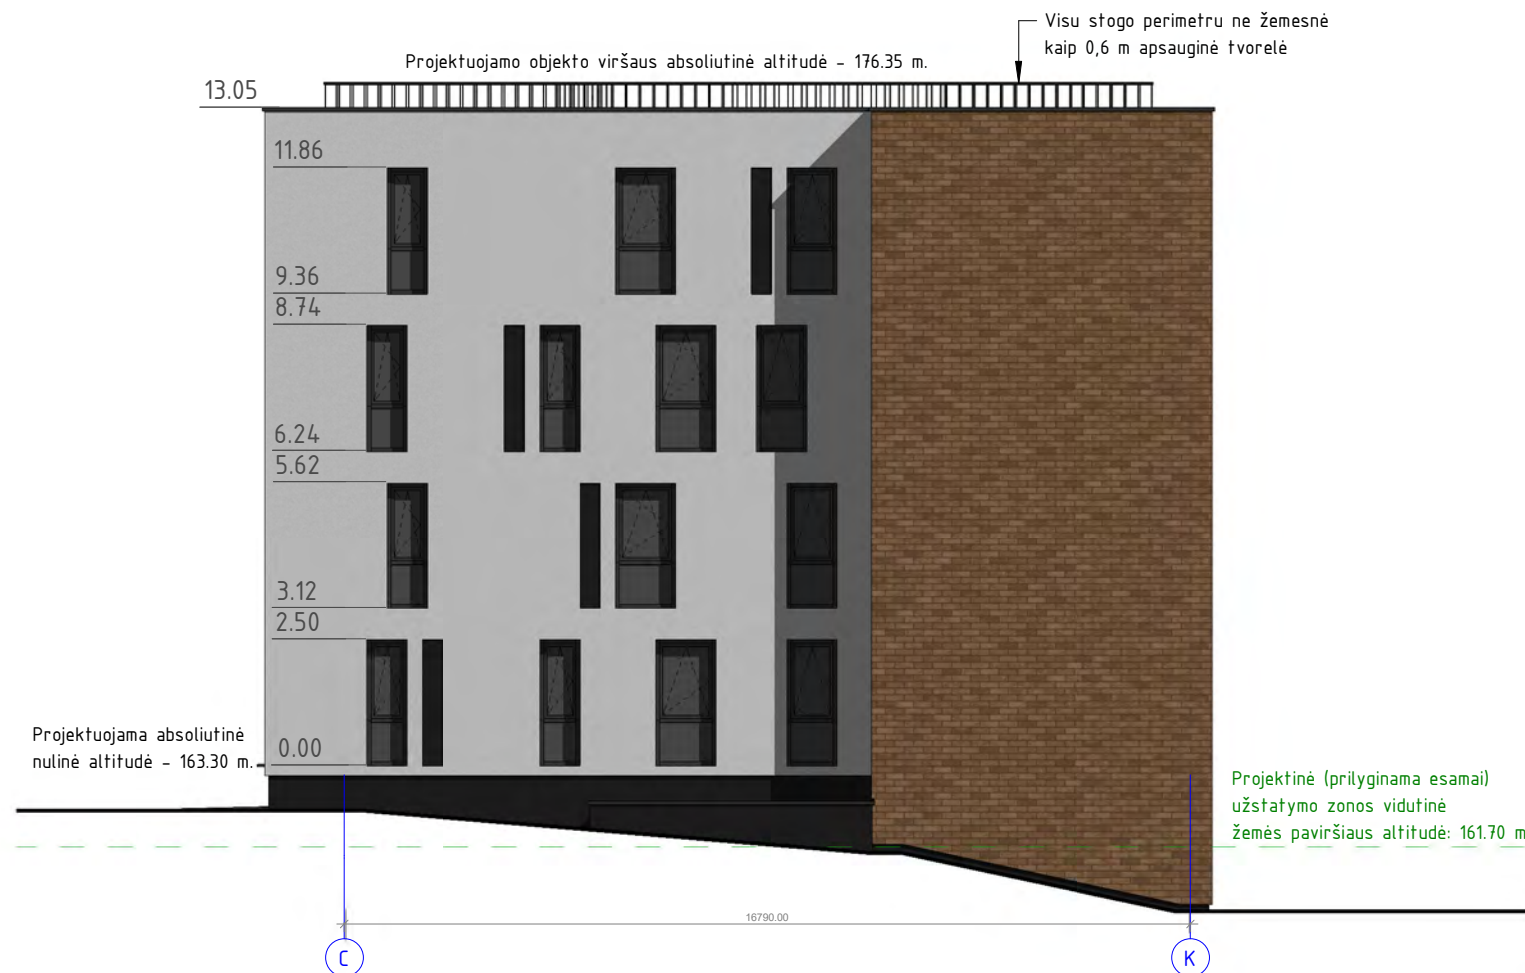 Visu stogo perimetru ne žemesnė
kaip 0,6 m apsauginė tvorelė
Projektuojamo objekto viršaus absoliutinė altitudė - 176.35 m.
13.05
11.86
9.36
8.74
6.24
5.62
3.12
2.50
0.00
Projektuojama absoliutinė
nulinė altitudė - 163.30 m.
Projektinė (prilyginama esamai)
užstatymo zonos vidutinė
žemės paviršiaus altitudė: 161.70 m
16790.00
C
K